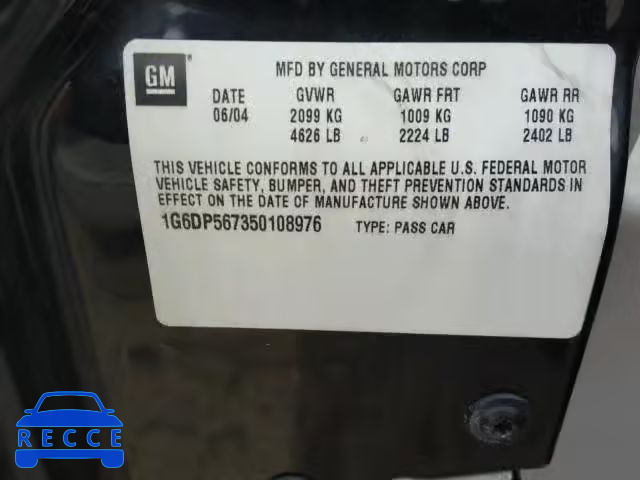 GM
MFD BY GENERAL MOTORS CORP
DATE GVWR GAWR FRT GAWR RR
06/04 2099 KG 1009 KG 1090 KG
4626 LB 2224 LB 2402 LB
THIS VEHICLE CONFORMS TO ALL APPLICABLE U.S. FEDERAL MOTOR
VEHICLE SAFETY, BUMPER, AND THEFT PREVENTION STANDARDS IN
EFFECT ON THE DATE OF MANUFACTURE SHOWN ABOVE.
1G6DP567350108976 TYPE: PASS CAR
RECCE